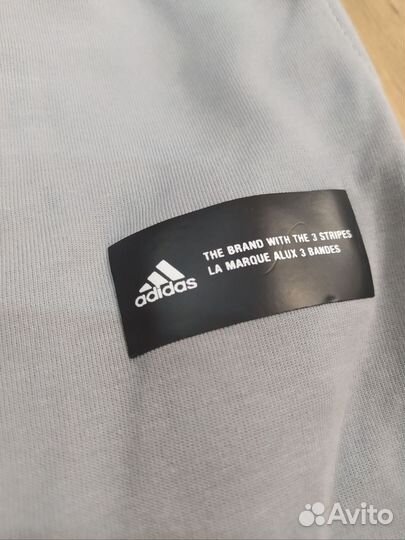 adidas
THE BRAND WITH THE 3 STRIPES
LA MARQUE ALUX 3 BANDES
Avito